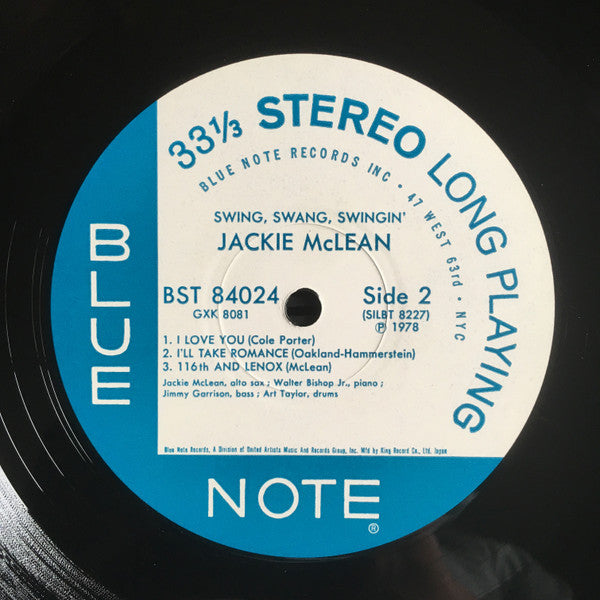 33 1/3 STEREO LONG PLAYING
BLUE NOTE RECORDS INC • 47 WEST 63rd • NYC
SWING, SWANG, SWINGIN'
JACKIE McLEAN
BST 84024
GXK 8081
Side 2
(SILBT 8227)
Ⓟ 1978
1. I LOVE YOU (Cole Porter)
2. I'LL TAKE ROMANCE (Oakland-Hammerstein)
3. 116th AND LENOX (McLean)
Jackie McLean, alto sax ; Walter Bishop Jr., piano ;
Jimmy Garrison, bass ; Art Taylor, drums
Blue Note Records, A Division of United Artists Music And Records Group, Inc. Mfd by King Record Co., Ltd. Japan
BLUE
NOTE®